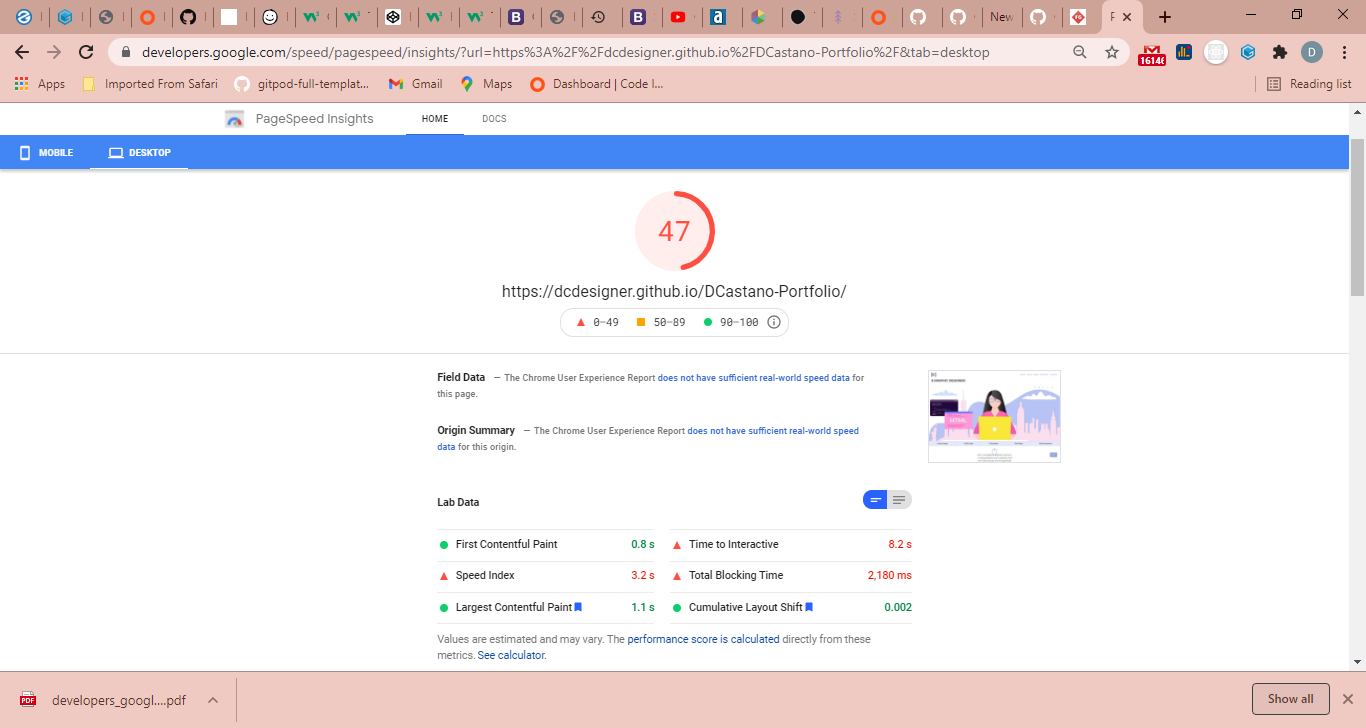 New
F
developers.google.com/speed/pagespeed/insights/?url=https%3A%2F%2Fdcdesigner.github.io%2FDCastano-Portfolio%2F&tab=desktop
16146
D
Apps
Imported From Safari
gitpod-full-templat...
Gmail
Maps
Dashboard | Code I...
Reading list
PageSpeed Insights
HOME
DOCS
MOBILE
DESKTOP
47
https://dcdesigner.github.io/DCastano-Portfolio/
0–49
50–89
90–100
Field Data — The Chrome User Experience Report does not have sufficient real-world speed data for
this page.
Origin Summary — The Chrome User Experience Report does not have sufficient real-world speed
data for this origin.
HTML
Lab Data
First Contentful Paint 0.8 s
Time to Interactive 8.2 s
Speed Index 3.2 s
Total Blocking Time 2,180 ms
Largest Contentful Paint 1.1 s
Cumulative Layout Shift 0.002
Values are estimated and may vary. The performance score is calculated directly from these
metrics. See calculator.
PDF
developers_googl....pdf
Show all